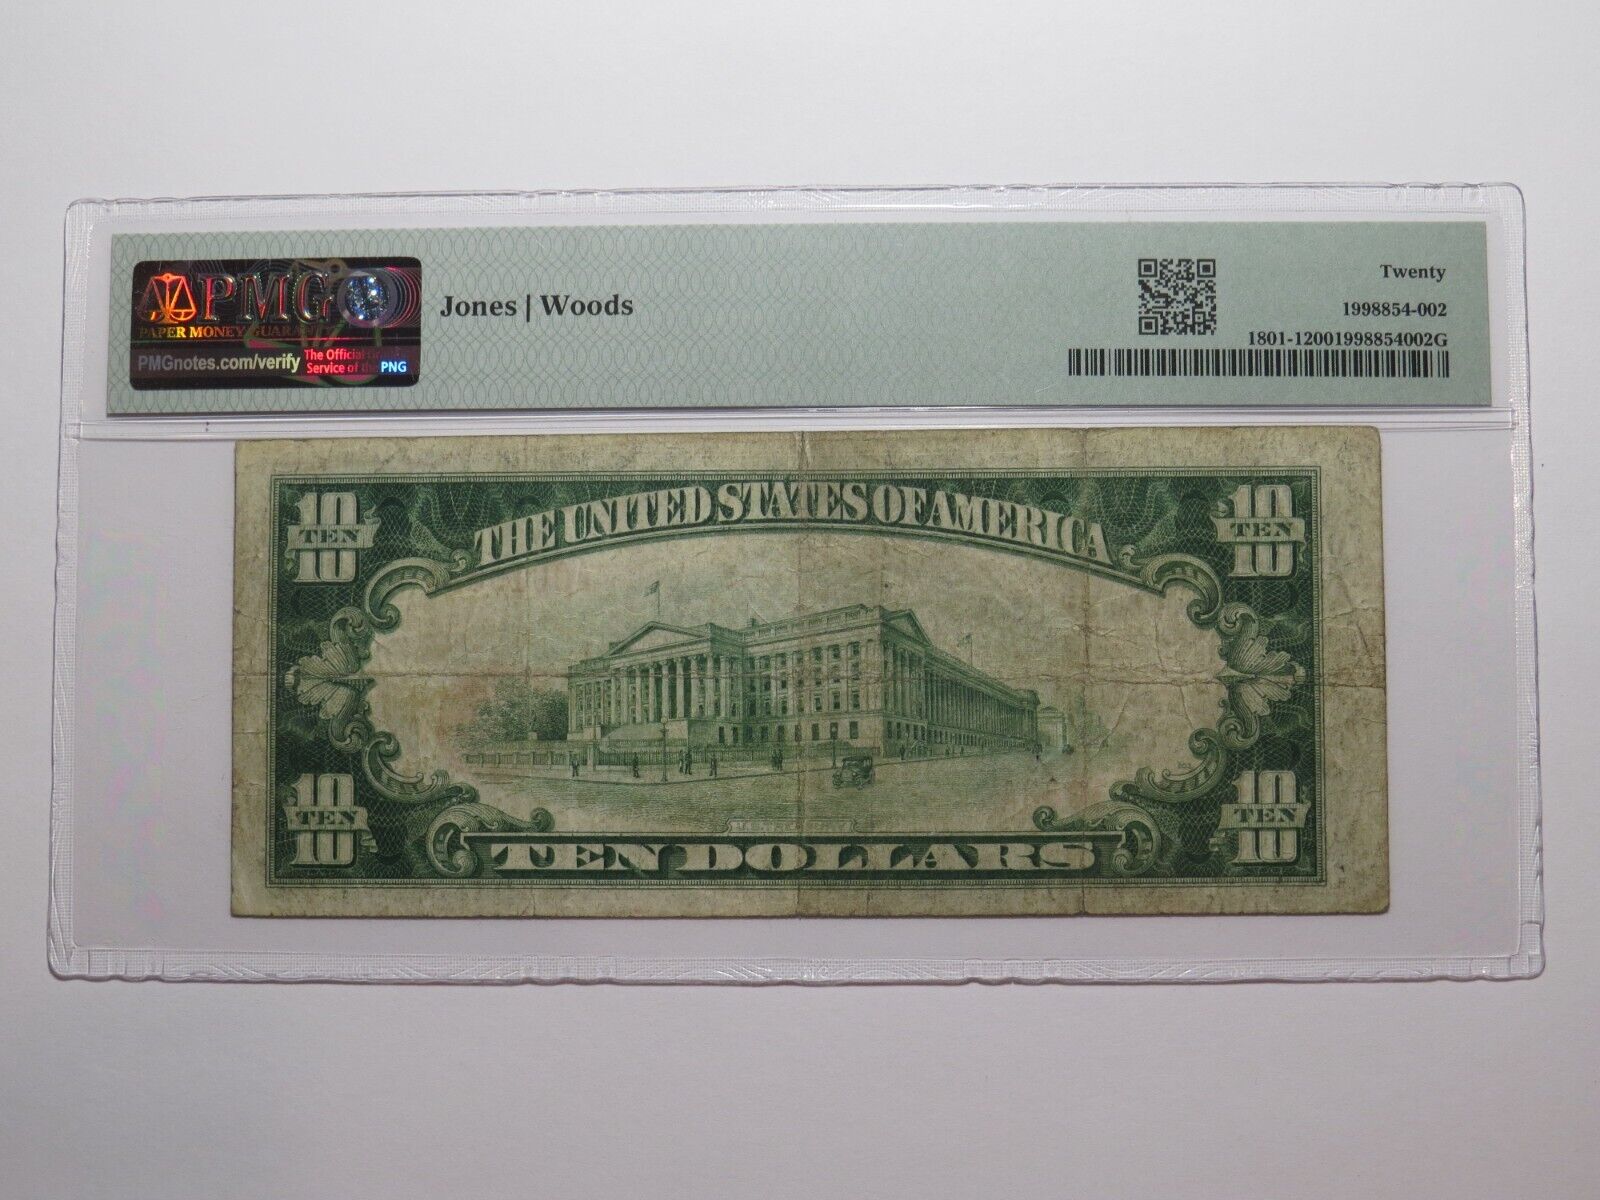 PMG
PAPER MONEY GUARANTY
PMGnotes.com/verify
The Official
Service of the PNG
Jones | Woods
Twenty
1998854-002
1801-12001998854002G
THE UNITED STATES OF AMERICA
10 TEN 10
10 TEN 10
10 TEN 10
10 TEN 10
TEN DOLLARS